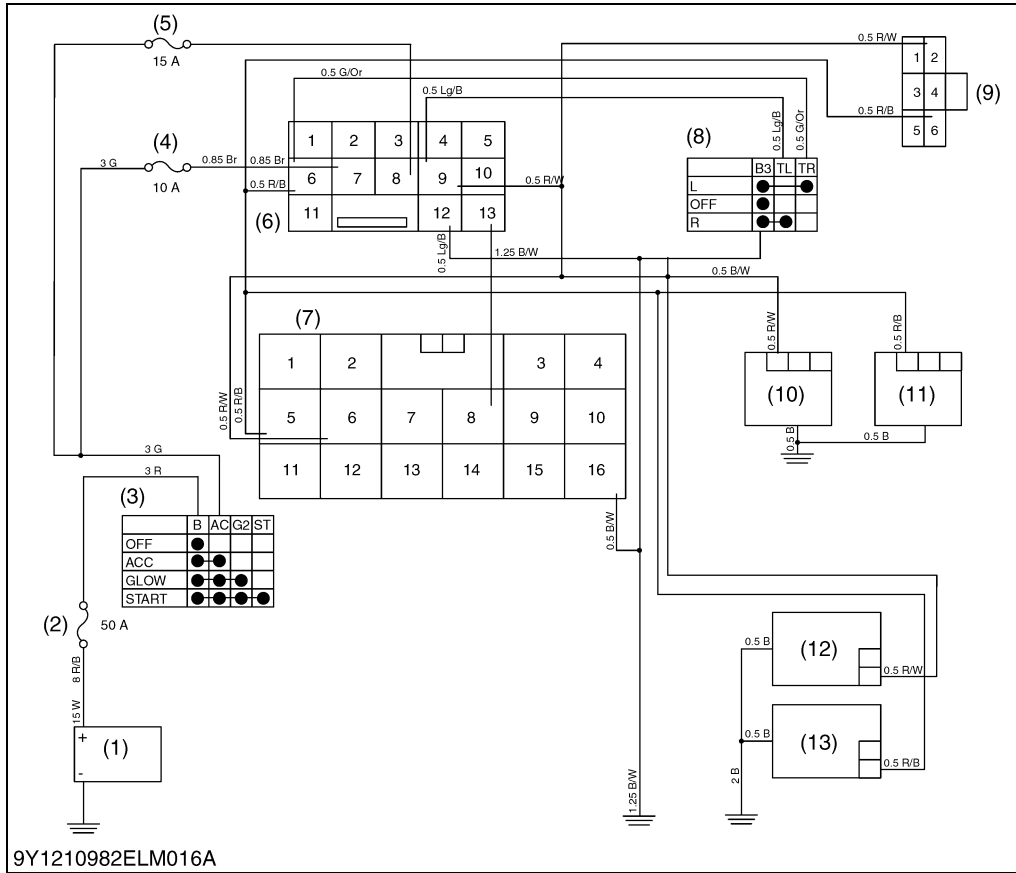 (5)
15 A
0.5 R/W
1 2
3 4
5 6
(9)
0.5 R/B
0.5 G/Or
0.5 Lg/B
0.5 Lg/B
0.5 G/Or
(8)
B3 TL TR
L
OFF
R
(4)
3 G
10 A
0.85 Br
0.85 Br
0.5 R/B
(6)
1 2 3 4 5
6 7 8 9 10
11 12 13
0.5 R/W
0.5 Lg/B
1.25 B/W
0.5 B/W
(7)
1 2 3 4
5 6 7 8 9 10
11 12 13 14 15 16
0.5 R/W
0.5 R/B
0.5 R/W
0.5 R/B
(10)
(11)
0.5 B
0.5 B
3 G
3 R
(3)
B AC G2 ST
OFF
ACC
GLOW
START
0.5 B/W
(2)
50 A
8 R/B
15 W
+
(1)
-
0.5 B
(12)
0.5 R/W
0.5 B
(13)
0.5 R/B
2 B
1.25 B/W
9Y1210982ELM016A